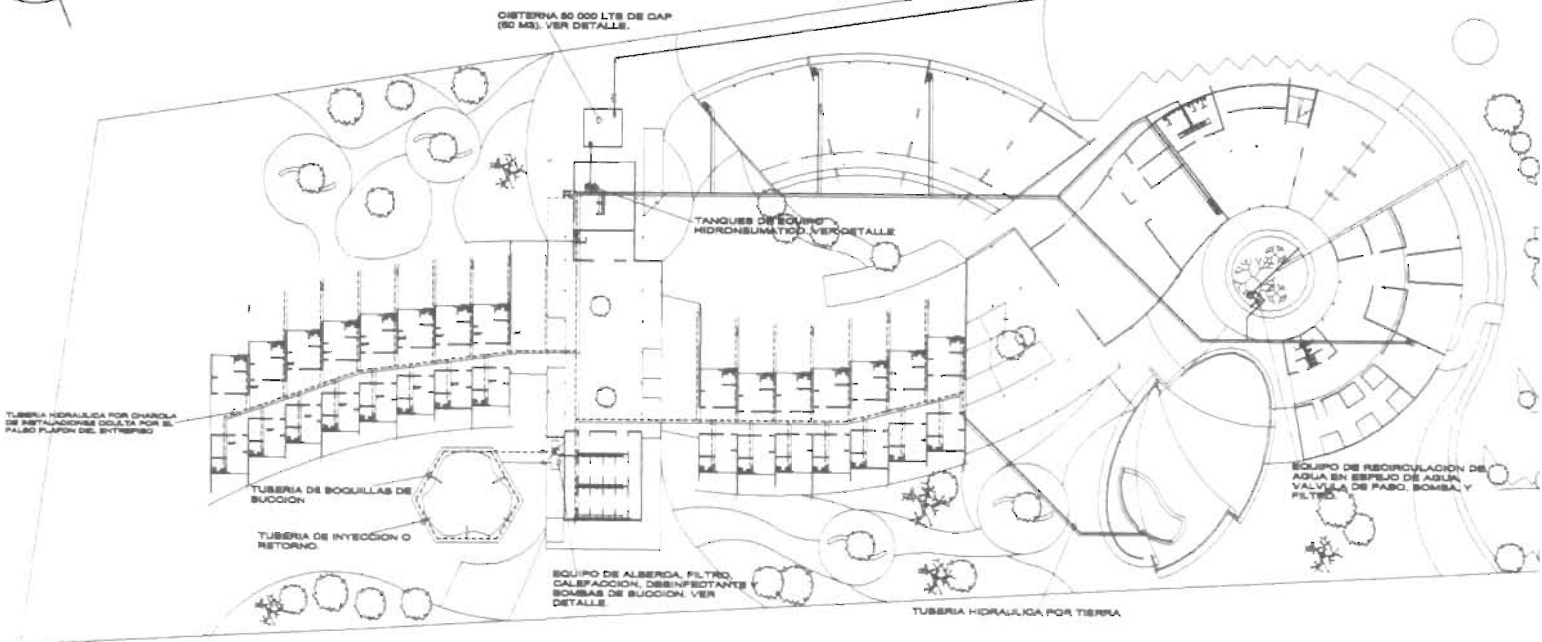 CISTERNA 50 000 LTS DE CAP
(50 M3). VER DETALLE.
TANQUES DE EQUIPO
HIDRONEUMATICO. VER DETALLE
TUBERIA HIDRAULICA POR CHAROLA
DE INSTALACIONES OCULTA POR EL
FALSO PLAFON DEL ENTREPISO
TUBERIA DE BOQUILLAS DE
SUCCION
TUBERIA DE INYECCION O
RETORNO.
EQUIPO DE ALBERCA, FILTRO,
CALEFACCION, DESINFECTANTE
BOMBAS DE SUCCION. VER
DETALLE.
EQUIPO DE RECIRCULACION DE
AGUA EN ESPEJO DE AGUA,
VALVULA DE PASO, BOMBA, Y
FILTRO.
TUBERIA HIDRAULICA POR TIERRA